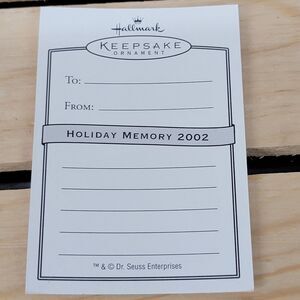 Hallmark
KEEPSAKE
ORNAMENT
TO:
FROM:
HOLIDAY MEMORY 2002
™ & © Dr. Seuss Enterprises